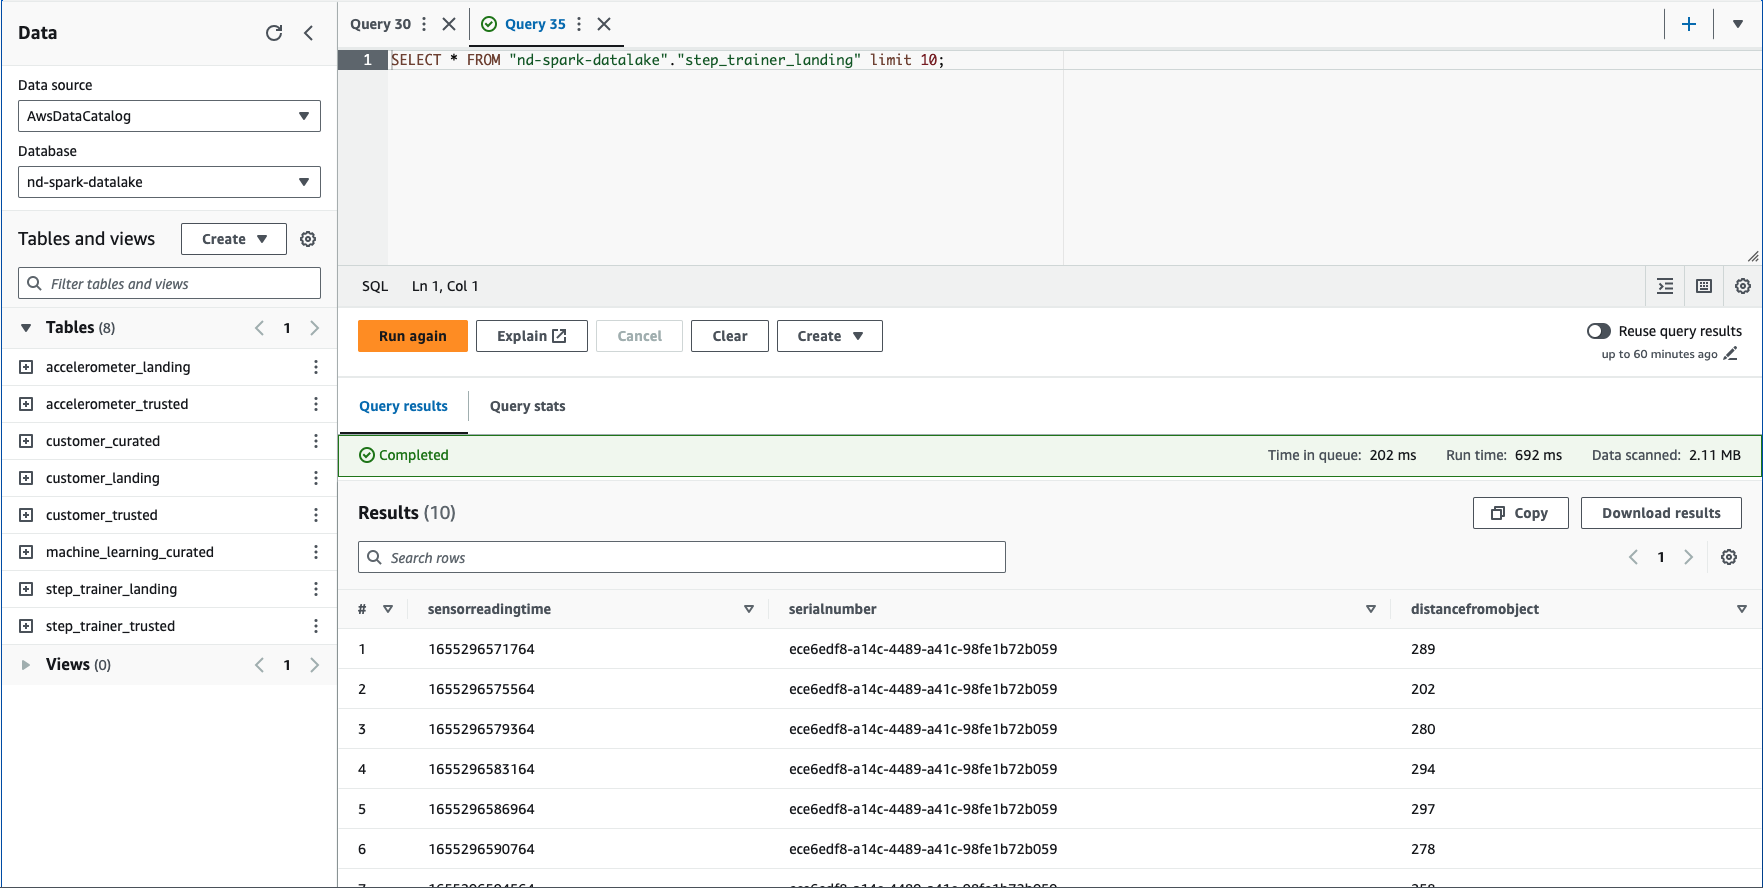 Data
Data source
AwsDataCatalog
Database
nd-spark-datalake
Tables and views
Create
Filter tables and views
Tables (8)
1
accelerometer_landing
accelerometer_trusted
customer_curated
customer_landing
customer_trusted
machine_learning_curated
step_trainer_landing
step_trainer_trusted
Views (0)
1
Query 30
Query 35
1 SELECT * FROM "nd-spark-datalake"."step_trainer_landing" limit 10;
SQL Ln 1, Col 1
Run again Explain Cancel Clear Create
Reuse query results
up to 60 minutes ago
Query results Query stats
Completed Time in queue: 202 ms Run time: 692 ms Data scanned: 2.11 MB
Results (10) Copy Download results
Search rows 1
# sensorreadingtime serialnumber distancefromobject
1 1655296571764 ece6edf8-a14c-4489-a41c-98fe1b72b059 289
2 1655296575564 ece6edf8-a14c-4489-a41c-98fe1b72b059 202
3 1655296579364 ece6edf8-a14c-4489-a41c-98fe1b72b059 280
4 1655296583164 ece6edf8-a14c-4489-a41c-98fe1b72b059 294
5 1655296586964 ece6edf8-a14c-4489-a41c-98fe1b72b059 297
6 1655296590764 ece6edf8-a14c-4489-a41c-98fe1b72b059 278